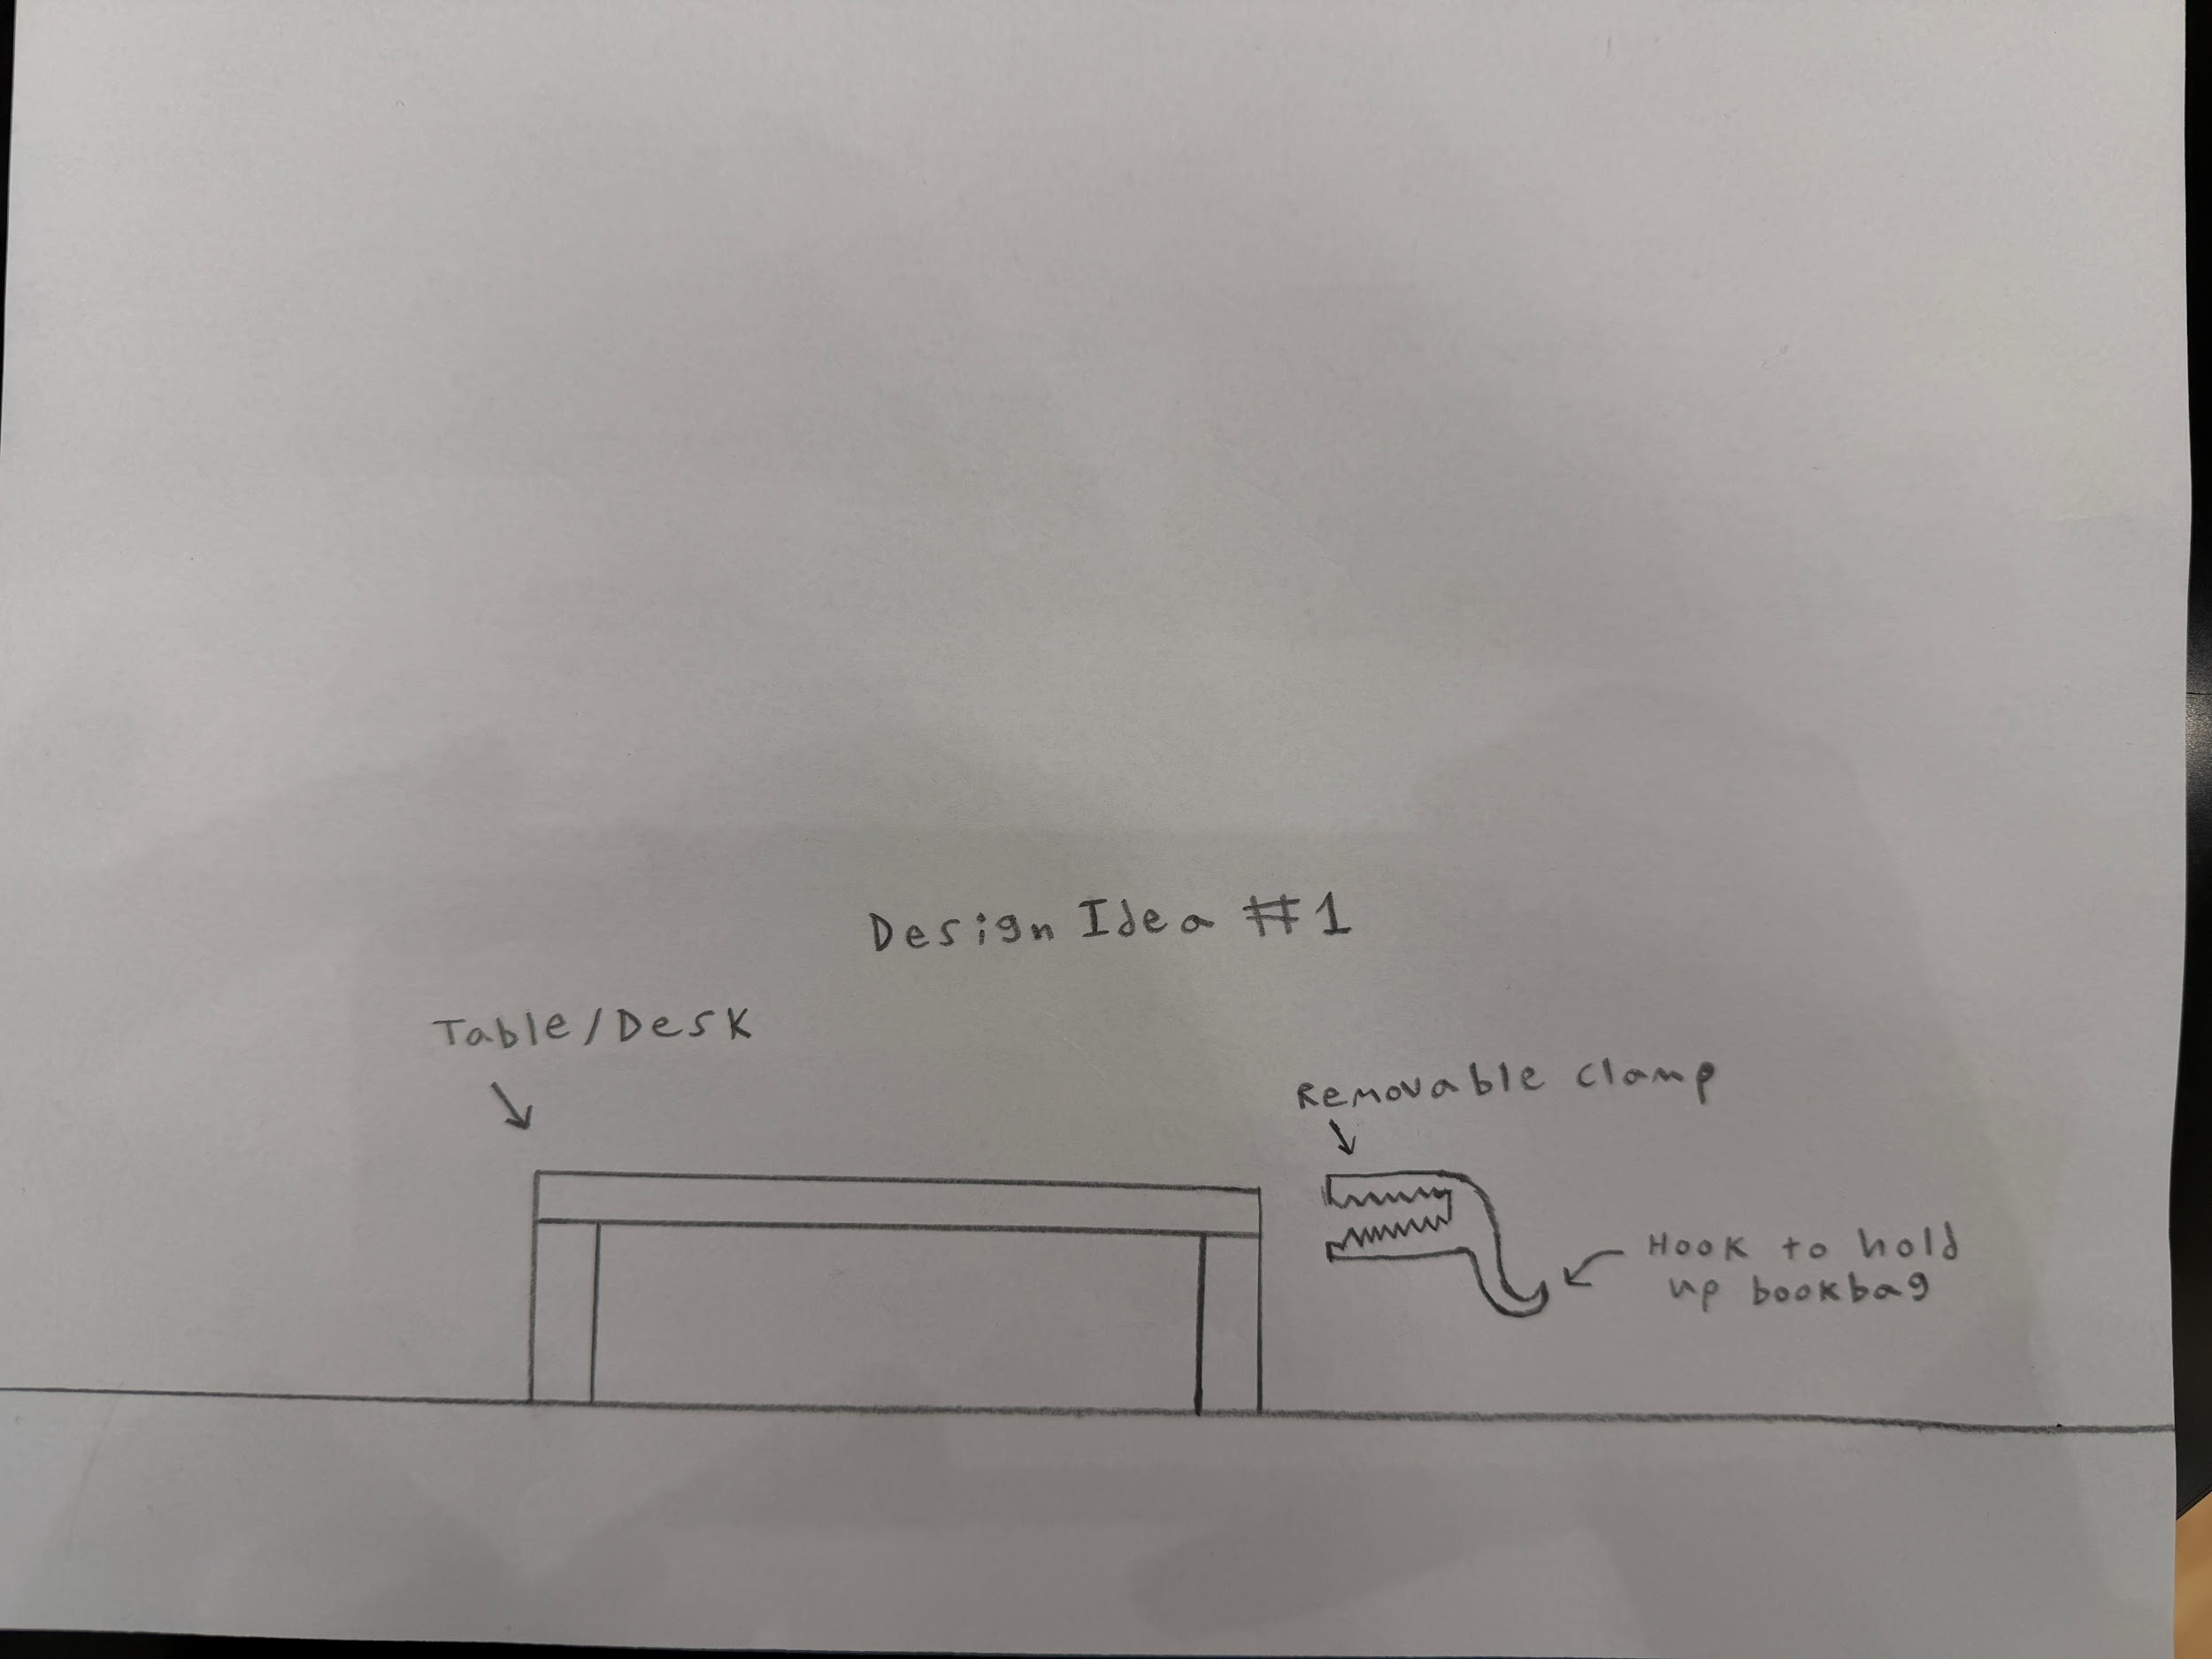 Design Idea #1
Table/Desk
Removable clamp
Hook to hold
up bookbag